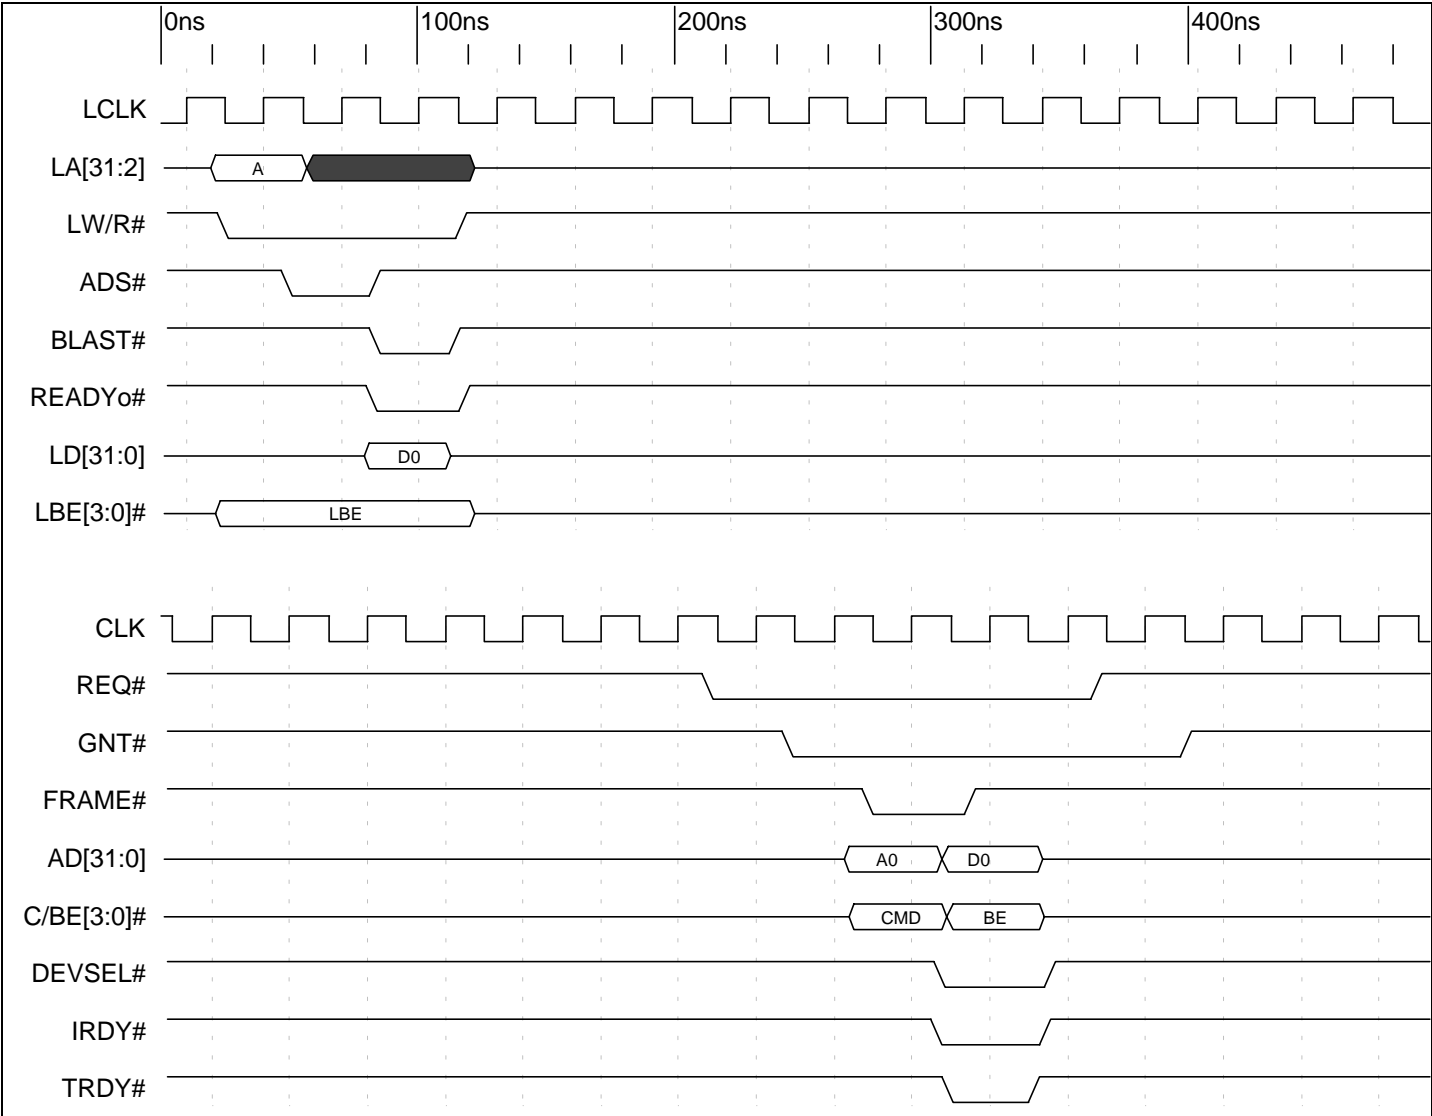 0ns 100ns 200ns 300ns 400ns
LCLK
LA[31:2] A
LW/R#
ADS#
BLAST#
READYo#
LD[31:0] D0
LBE[3:0]# LBE
CLK
REQ#
GNT#
FRAME#
AD[31:0] A0 D0
C/BE[3:0]# CMD BE
DEVSEL#
IRDY#
TRDY#